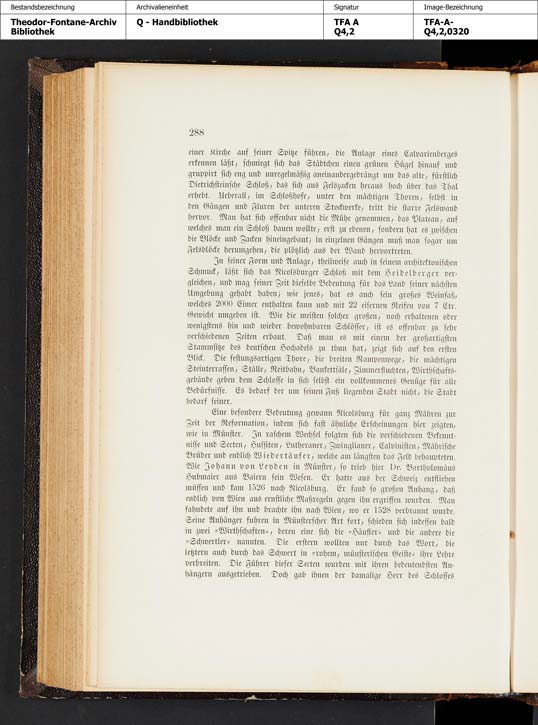 Bestandsbezeichnung
Archivalieneinheit
Signatur
Image-Bezeichnung
Theodor-Fontane-Archiv
Bibliothek
Q - Handbibliothek
TFA A
Q4,2
TFA-A-
Q4,2,0320
288
einer Kirche auf seiner Spitze führen, die Anlage eines Calvarienberges
erkennen läßt, schmiegt sich das Städtchen einen grünen Hügel hinauf und
gruppirt sich eng und unregelmäßig aneinandergedrängt um das alte, fürstlich
Dietrichstein'sche Schloß, das sich aus Felszacken heraus hoch über das Thal
erhebt. Ueberall, im Schloßhofe, unter den mächtigen Thoren, selbst in
den Gängen und Fluren der unteren Stockwerke, tritt die starre Felswand
hervor. Man hat sich offenbar nicht die Mühe genommen, das Plateau, auf
welches man ein Schloß bauen wollte, erst zu ebenen, sondern hat es zwischen
die Blöcke und Zacken hineingebaut; in einzelnen Gängen muß man sogar um
Felsblöcke herumgehen, die plötzlich aus der Wand hervortreten.
In seiner Form und Anlage, theilweise auch in seinem architektonischen
Schmuck, läßt sich das Nicolsburger Schloß mit dem Heidelberger ver-
gleichen, und mag seiner Zeit dieselbe Bedeutung für das Land seiner nächsten
Umgebung gehabt haben; wie jenes, hat es auch sein großes Weinfaß,
welches 2000 Eimer enthalten kann und mit 22 eisernen Reifen von 7 Ctr.
Gewicht umgeben ist. Wie die meisten solcher großen, noch erhaltenen oder
wenigstens hin und wieder bewohnbaren Schlösser, ist es offenbar zu sehr
verschiedenen Zeiten erbaut. Daß man es mit einem der großartigsten
Stammsitze des deutschen Hochadels zu thun hat, zeigt sich auf den ersten
Blick. Die festungsartigen Thore, die breiten Rampenwege, die mächtigen
Steinterrassen, Ställe, Reitbahn, Bankettsäle, Zimmerfluchten, Wirthschafts-
gebäude geben dem Schlosse in sich selbst ein vollkommenes Genüge für alle
Bedürfnisse. Es bedarf der um seinen Fuß liegenden Stadt nicht, die Stadt
bedarf seiner.
Eine besondere Bedeutung gewann Nicolsburg für ganz Mähren zur
Zeit der Reformation, indem sich fast ähnliche Erscheinungen hier zeigten,
wie in Münster. In raschem Wechsel folgten sich die verschiedenen Bekennt-
nisse und Secten, Hussiten, Lutheraner, Zwinglianer, Calvinisten, Mährische
Brüder und endlich Wiedertäufer, welche am längsten das Feld behaupteten.
Wie Johann von Leyden in Münster, so trieb hier Dr. Bartholomäus
Hubmaier aus Baiern sein Wesen. Er hatte aus der Schweiz entfliehen
müssen und kam 1526 nach Nicolsburg. Er fand so großen Anhang, daß
endlich von Wien aus ernstliche Maßregeln gegen ihn ergriffen wurden. Man
fahndete auf ihn und brachte ihn nach Wien, wo er 1528 verbrannt wurde.
Seine Anhänger fuhren in Münster'scher Art fort, schieden sich indessen bald
in zwei »Wirthschaften«, deren eine sich die »Häufler« und die andere die
»Schwertler« nannten. Die erstern wollten nur durch das Wort, die
letztern auch durch das Schwert in »rohem, münsterischen Geiste« ihre Lehre
verbreiten. Die Führer dieser Secten wurden mit ihren bedeutendsten An-
hängern ausgetrieben. Doch gab ihnen der damalige Herr des Schlosses